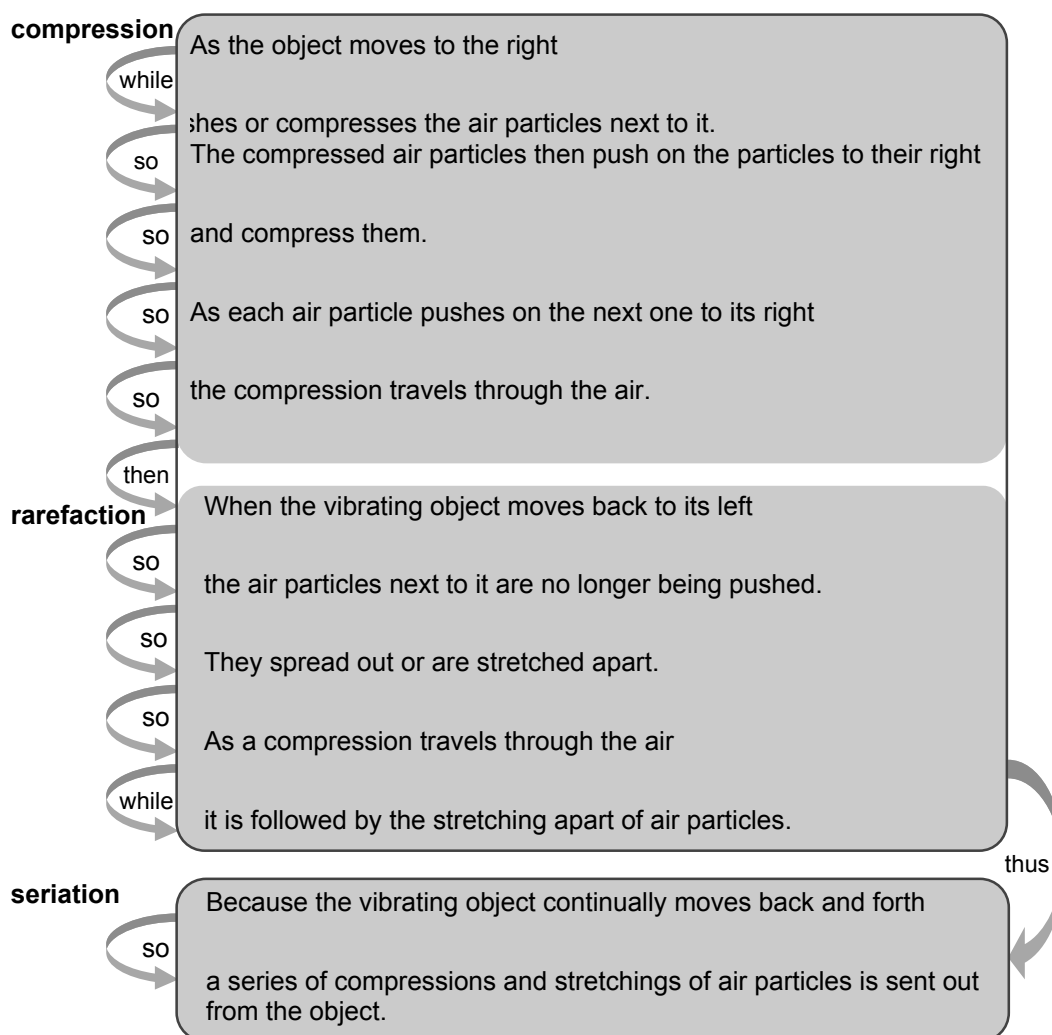 compression
As the object moves to the right
while
shes or compresses the air particles next to it.
so
The compressed air particles then push on the particles to their right
so
and compress them.
so
As each air particle pushes on the next one to its right
so
the compression travels through the air.
then
rarefaction
When the vibrating object moves back to its left
so
the air particles next to it are no longer being pushed.
so
They spread out or are stretched apart.
so
As a compression travels through the air
while
it is followed by the stretching apart of air particles.
thus
seriation
Because the vibrating object continually moves back and forth
so
a series of compressions and stretchings of air particles is sent out
from the object.